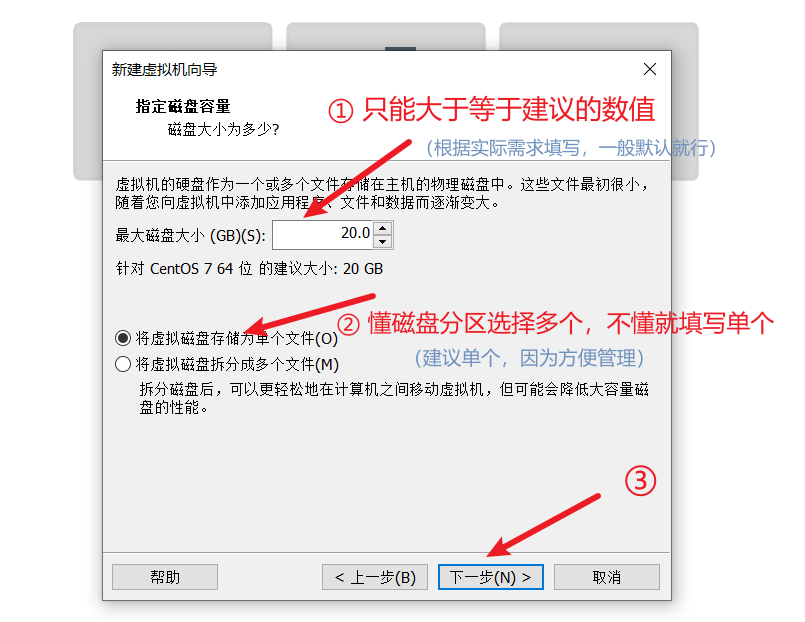 新建虚拟机向导
指定磁盘容量
磁盘大小为多少?
① 只能大于等于建议的数值
（根据实际需求填写，一般默认就行）
虚拟机的硬盘作为一个或多个文件存储在主机的物理磁盘中。这些文件最初很小，
随着您向虚拟机中添加应用程序、文件和数据而逐渐变大。
最大磁盘大小 (GB)(S): 20.0
针对 CentOS 7 64 位 的建议大小: 20 GB
② 懂磁盘分区选择多个，不懂就填写单个
（建议单个，因为方便管理）
将虚拟磁盘存储为单个文件(O)
将虚拟磁盘拆分成多个文件(M)
拆分磁盘后，可以更轻松地在计算机之间移动虚拟机，但可能会降低大容量磁
盘的性能。
③
帮助 < 上一步(B) 下一步(N) > 取消